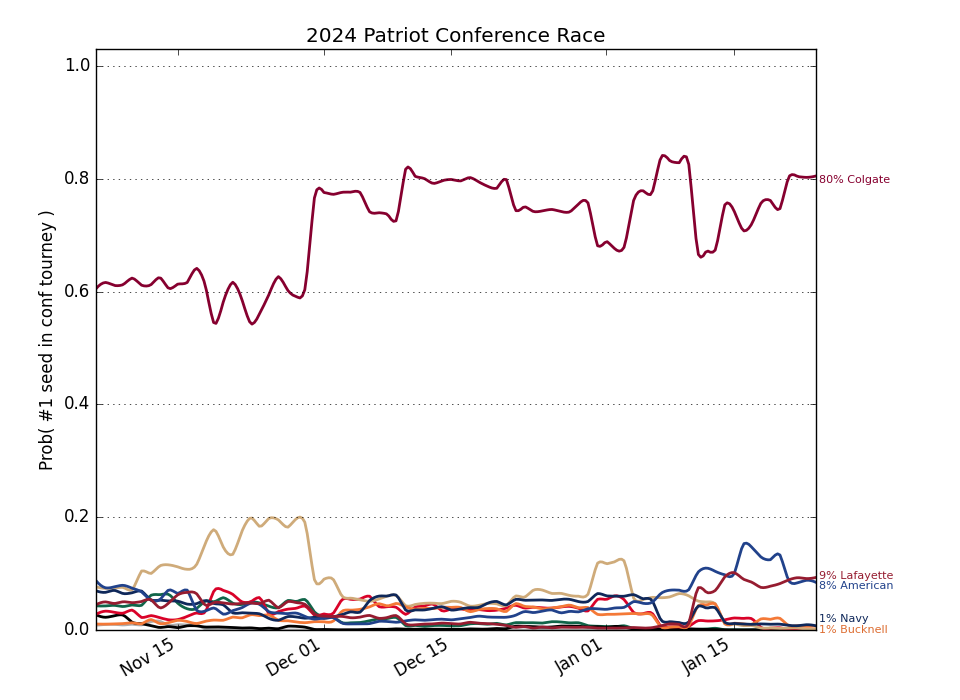 2024 Patriot Conference Race
Prob( #1 seed in conf tourney )
1.0
0.8
0.6
0.4
0.2
0.0
80% Colgate
9% Lafayette
8% American
1% Navy
1% Bucknell
Nov 15
Dec 01
Dec 15
Jan 01
Jan 15